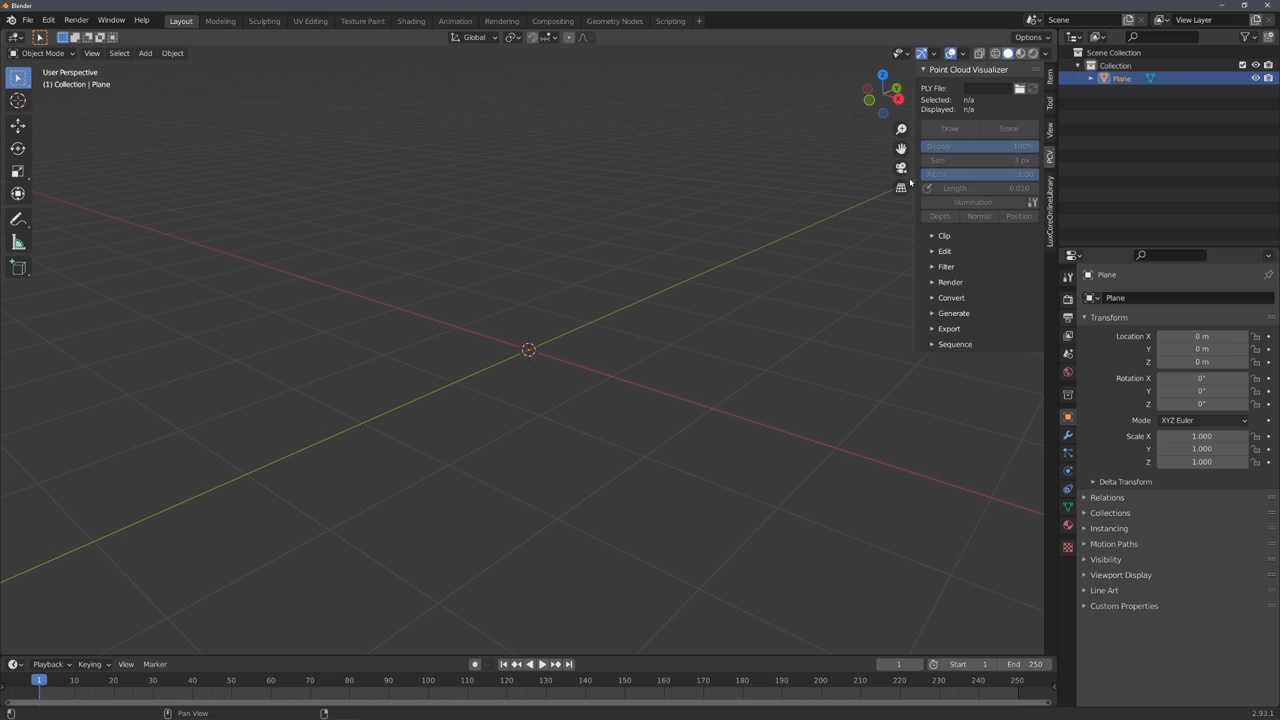 Blender
File Edit Render Window Help Layout Modeling Sculpting UV Editing Texture Paint Shading Animation Rendering Compositing Geometry Nodes Scripting + Scene View Layer
Global Options
Object Mode View Select Add Object
User Perspective
(1) Collection | Plane
Z
Y
X
Point Cloud Visualizer
PLY File:
Selected: n/a
Displayed: n/a
Draw Erase
Display 100%
Size 3 px
Alpha 1.00
Length 0.010
Illumination
Depth Normal Position
Clip
Edit
Filter
Render
Convert
Generate
Export
Sequence
Item
Tool
View
PCV
LuxCoreOnlineLibrary
Scene Collection
Collection
Plane
Plane
Plane
Transform
Location X 0 m
Y 0 m
Z 0 m
Rotation X 0°
Y 0°
Z 0°
Mode XYZ Euler
Scale X 1.000
Y 1.000
Z 1.000
Delta Transform
Relations
Collections
Instancing
Motion Paths
Visibility
Viewport Display
Line Art
Custom Properties
Playback Keying View Marker 1 Start 1 End 250
1 10 20 30 40 50 60 70 80 90 100 110 120 130 140 150 160 170 180 190 200 210 220 230 240 250
Pan View 2.93.1